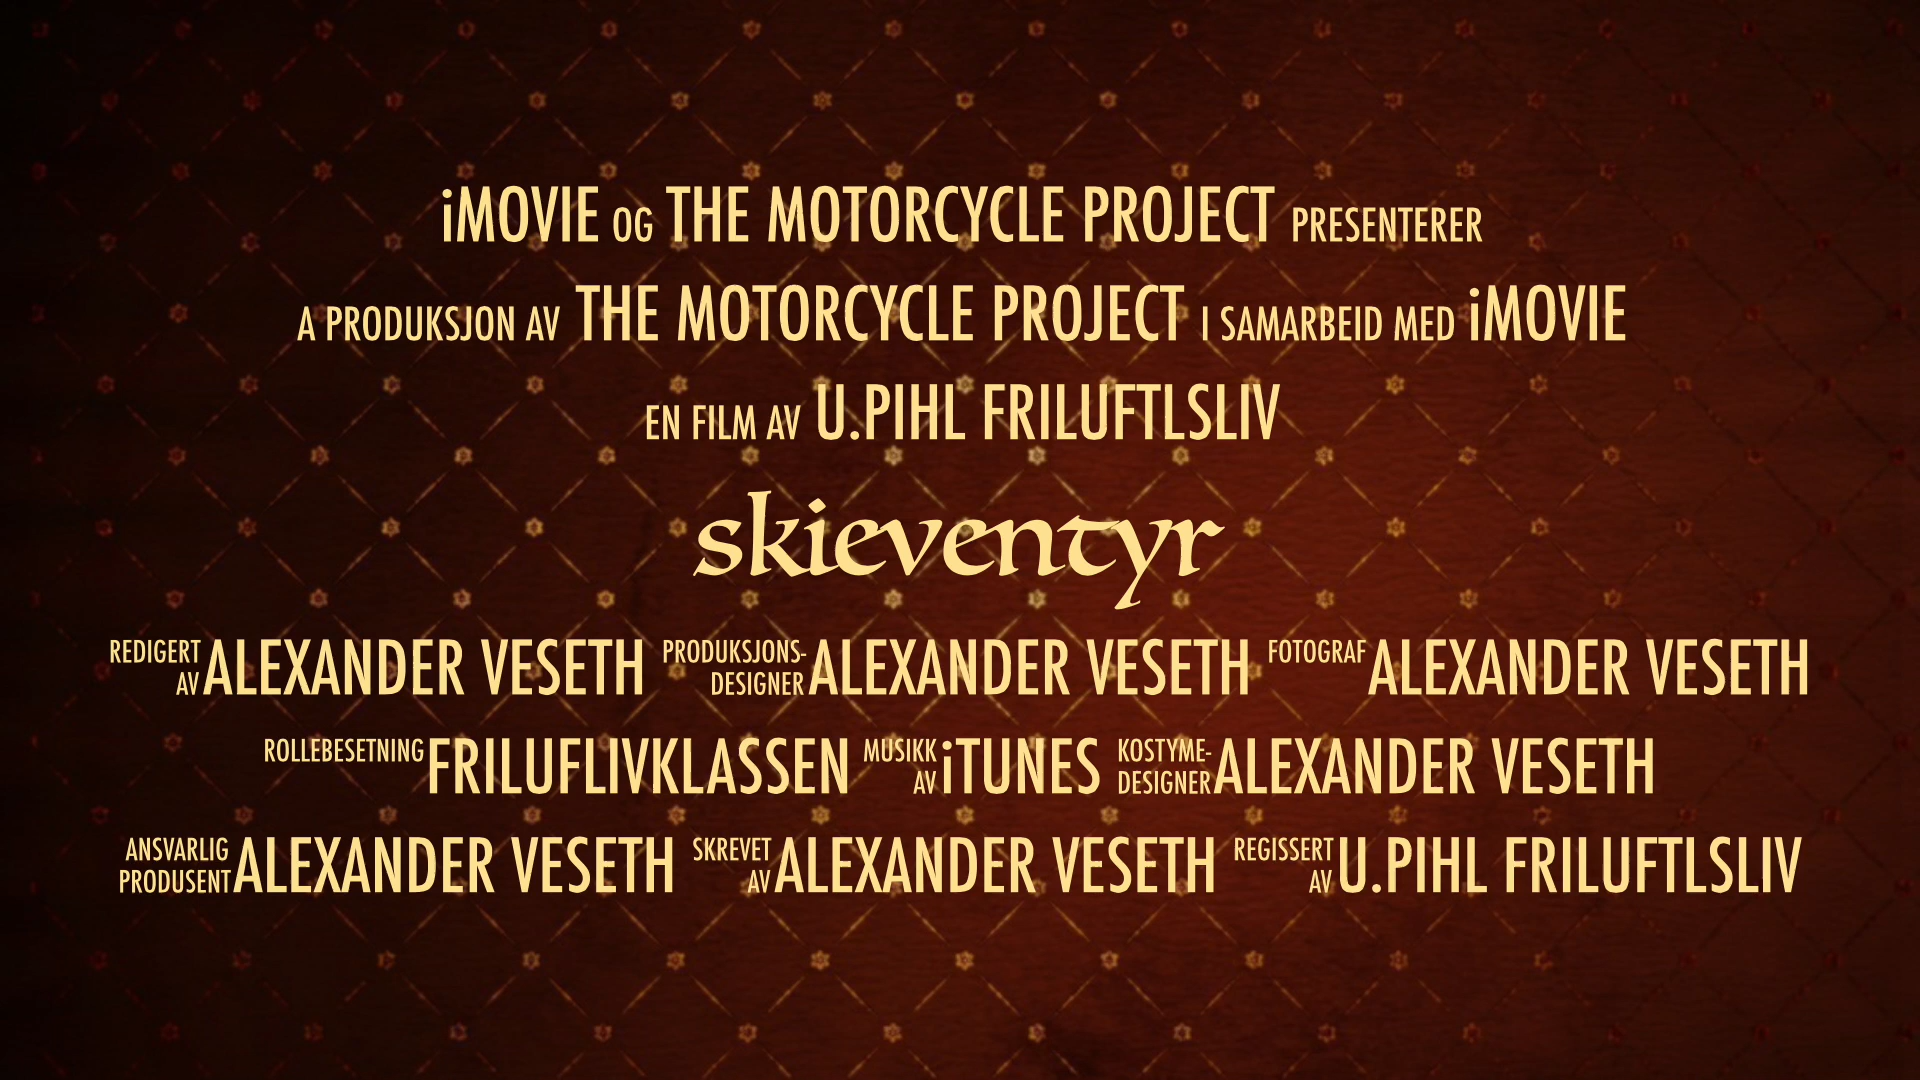 iMOVIE OG THE MOTORCYCLE PROJECT PRESENTERER
A PRODUKSJON AV THE MOTORCYCLE PROJECT I SAMARBEID MED iMOVIE
EN FILM AV U.PIHL FRILUFTLSLIV
skieventyr
REDIGERT AV ALEXANDER VESETH PRODUKSJONS-DESIGNER ALEXANDER VESETH FOTOGRAF ALEXANDER VESETH
ROLLEBESETNING FRILUFLIVKLASSEN MUSIKK AV iTUNES KOSTYME-DESIGNER ALEXANDER VESETH
ANSVARLIG PRODUSENT ALEXANDER VESETH SKREVET AV ALEXANDER VESETH REGISSERT AV U.PIHL FRILUFTLSLIV